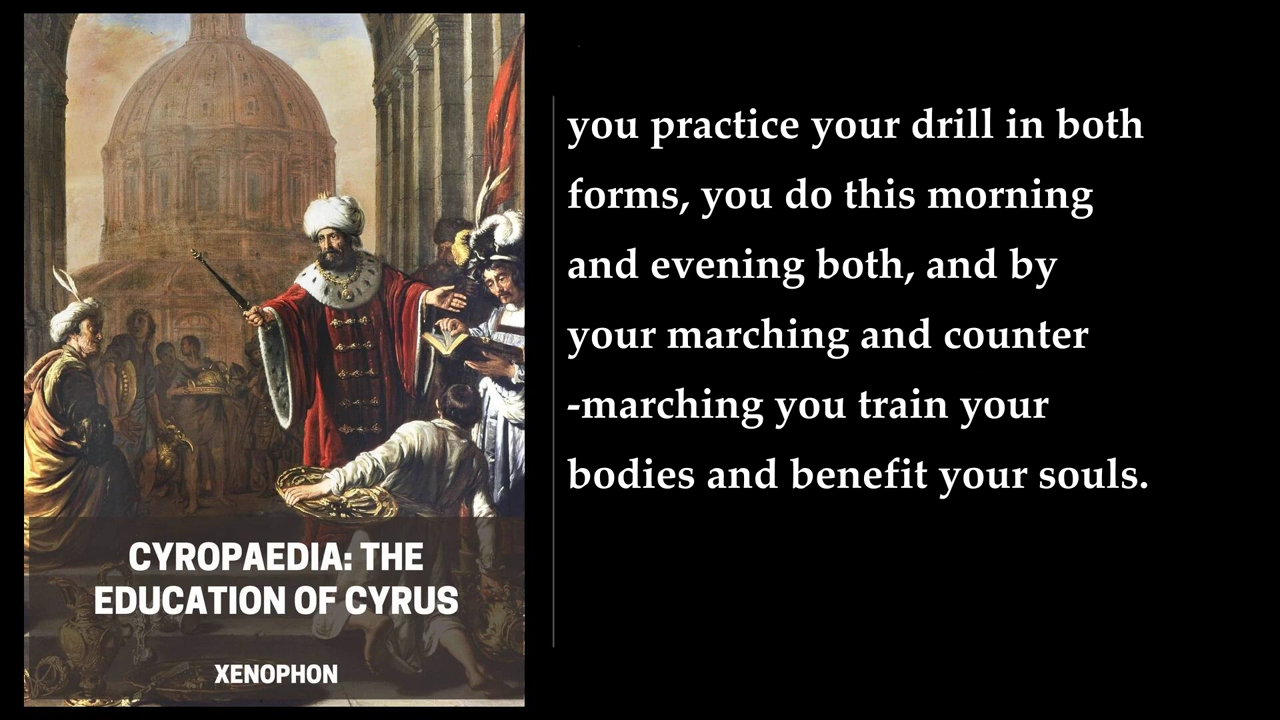 CYROPAEDIA: THE
EDUCATION OF CYRUS
XENOPHON
you practice your drill in both
forms, you do this morning
and evening both, and by
your marching and counter
-marching you train your
bodies and benefit your souls.